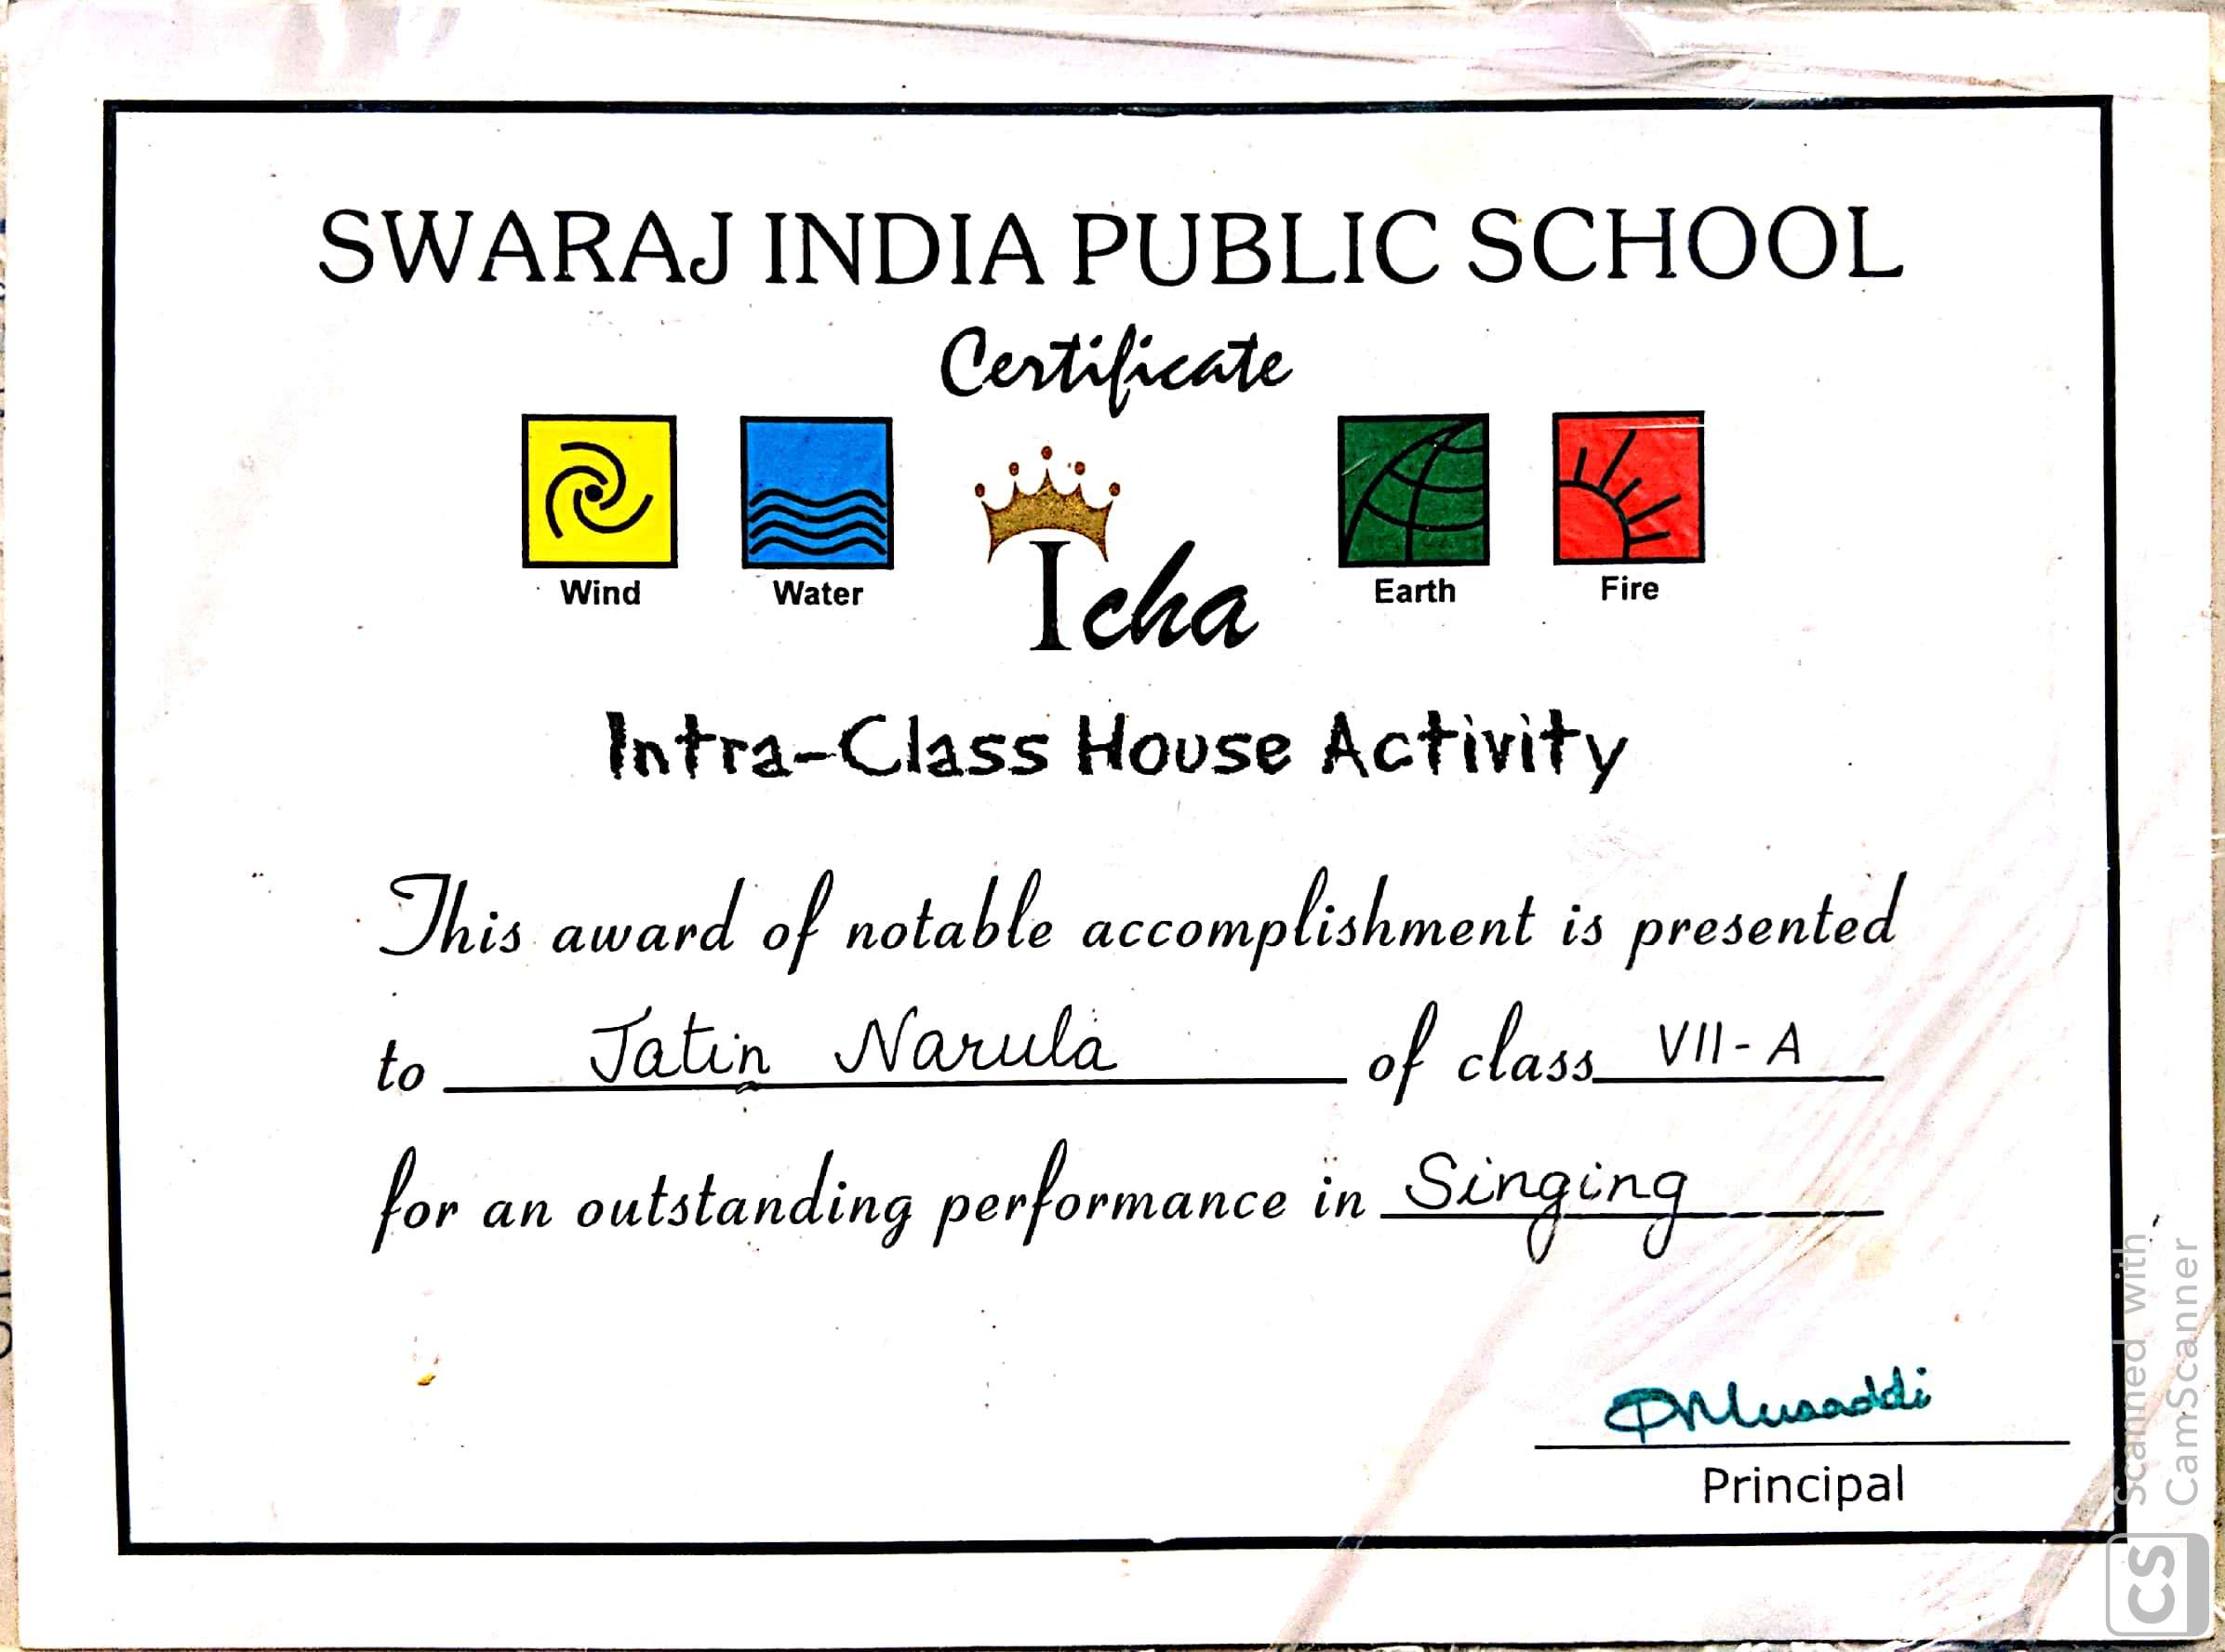 SWARAJ INDIA PUBLIC SCHOOL
Certificate
Wind
Water
Icha
Earth
Fire
Intra-Class House Activity
This award of notable accomplishment is presented
to Jatin Narula of class VII-A
for an outstanding performance in Singing
Principal
Scanned with
CamScanner
CS